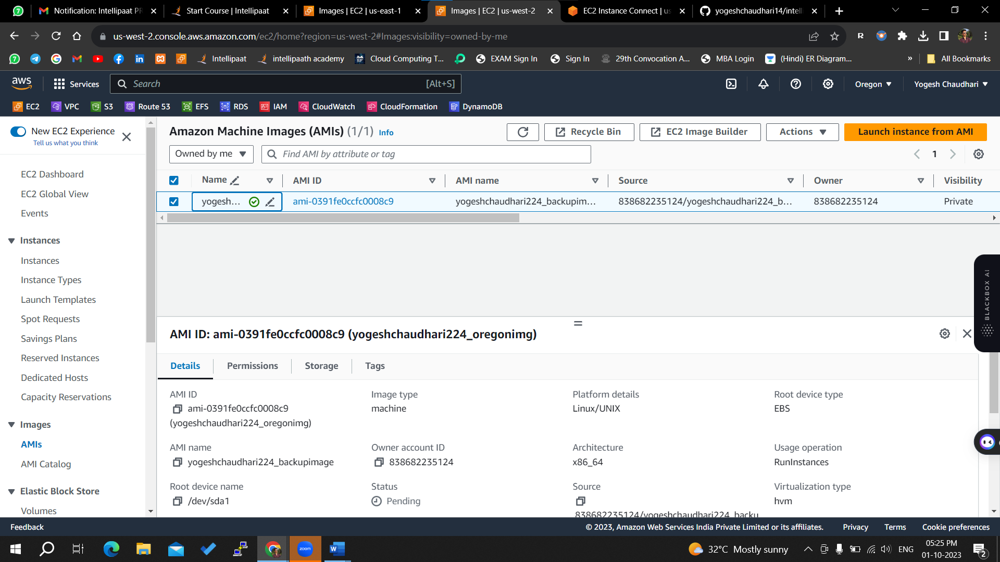 Notification: Intellipaat PR
Start Course | Intellipaat
Images | EC2 | us-east-1
Images | EC2 | us-west-2
EC2 Instance Connect | us
yogeshchaudhari14/intelli
us-west-2.console.aws.amazon.com/ec2/home?region=us-west-2#Images:visibility=owned-by-me
Intellipaat
intellipaath academy
Cloud Computing T...
EXAM Sign In
Sign In
29th Convocation A...
MBA Login
(Hindi) ER Diagram...
»
All Bookmarks
aws
Services
Search
[Alt+S]
Oregon
Yogesh Chaudhari
EC2
VPC
S3
Route 53
EFS
RDS
IAM
CloudWatch
CloudFormation
DynamoDB
New EC2 Experience
Tell us what you think
EC2 Dashboard
EC2 Global View
Events
Instances
Instances
Instance Types
Launch Templates
Spot Requests
Savings Plans
Reserved Instances
Dedicated Hosts
Capacity Reservations
Images
AMIs
AMI Catalog
Elastic Block Store
Volumes
Amazon Machine Images (AMIs) (1/1) Info
Recycle Bin
EC2 Image Builder
Actions
Launch instance from AMI
Owned by me
Find AMI by attribute or tag
1
Name
AMI ID
AMI name
Source
Owner
Visibility
yogesh...
ami-0391fe0ccfc0008c9
yogeshchaudhari224_backupim...
838682235124/yogeshchaudhari224_b...
838682235124
Private
BLACKBOX AI
AMI ID: ami-0391fe0ccfc0008c9 (yogeshchaudhari224_oregonimg)
Details
Permissions
Storage
Tags
AMI ID
ami-0391fe0ccfc0008c9
(yogeshchaudhari224_oregonimg)
Image type
machine
Platform details
Linux/UNIX
Root device type
EBS
AMI name
yogeshchaudhari224_backupimage
Owner account ID
838682235124
Architecture
x86_64
Usage operation
RunInstances
Root device name
/dev/sda1
Status
Pending
Source
838682235124/yogeshchaudhari224_backu
Virtualization type
hvm
Feedback
© 2023, Amazon Web Services India Private Limited or its affiliates.
Privacy
Terms
Cookie preferences
zoom
32°C Mostly sunny
ENG
05:25 PM
01-10-2023
2